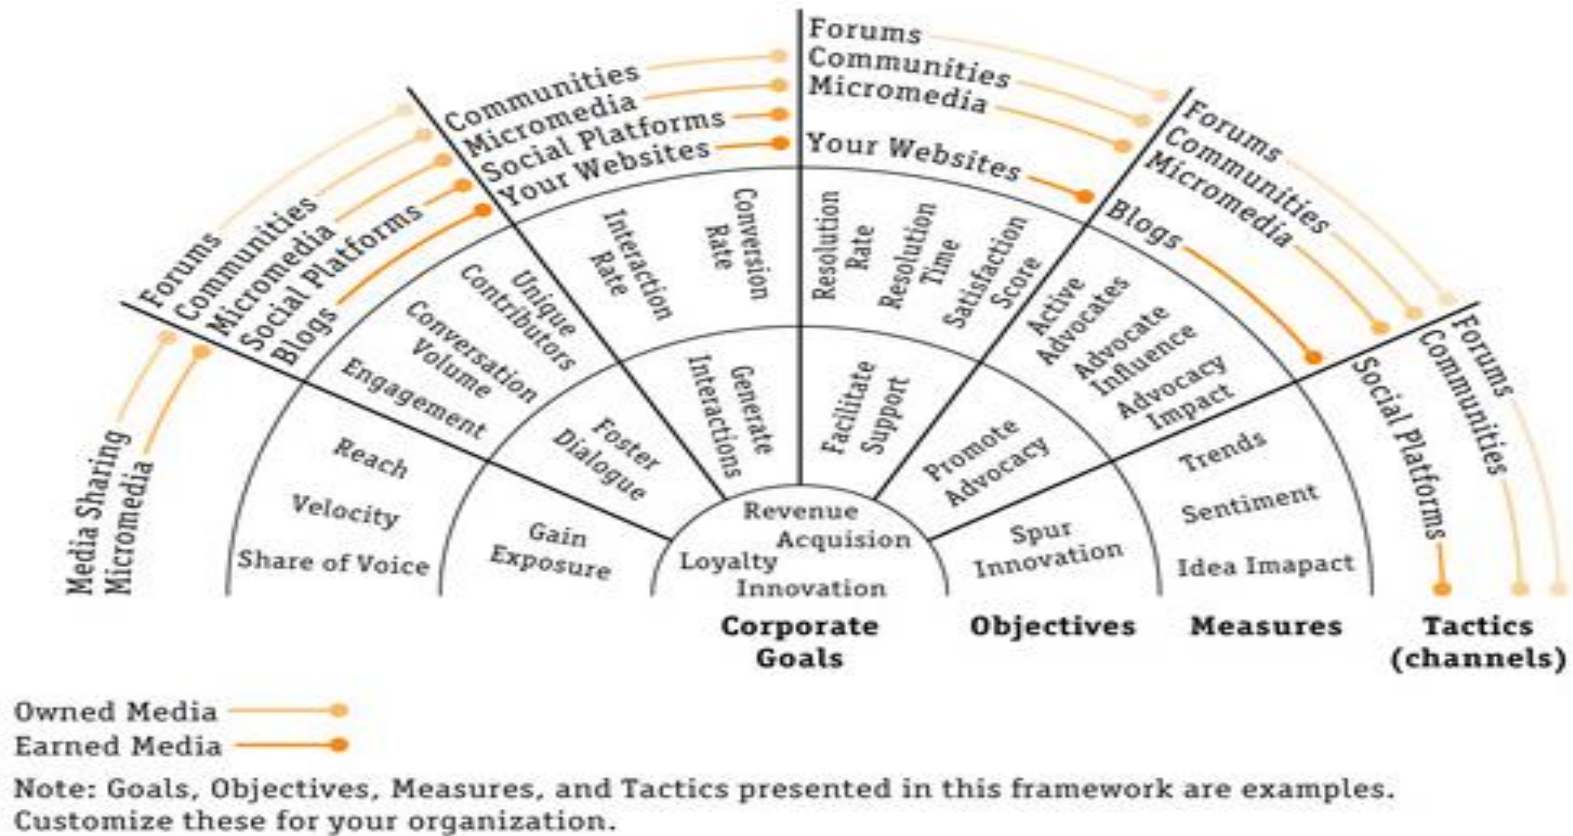 Media Sharing
Micromedia
Reach
Velocity
Share of Voice
Gain
Exposure
Forums
Communities
Micromedia
Social Platforms
Blogs
Unique
Contributors
Conversation
Volume
Engagement
Foster
Dialogue
Communities
Micromedia
Social Platforms
Your Websites
Interaction
Rate
Conversion
Rate
Generate
Interactions
Forums
Communities
Micromedia
Your Websites
Resolution
Rate
Resolution
Time
Satisfaction
Score
Facilitate
Support
Forums
Communities
Micromedia
Blogs
Active
Advocates
Advocate
Influence
Advocacy
Impact
Promote
Advocacy
Forums
Communities
Social Platforms
Trends
Sentiment
Idea Imapact
Spur
Innovation
Revenue
Acquision
Loyalty
Innovation
Corporate
Goals
Objectives
Measures
Tactics
(channels)
Owned Media
Earned Media
Note: Goals, Objectives, Measures, and Tactics presented in this framework are examples.
Customize these for your organization.